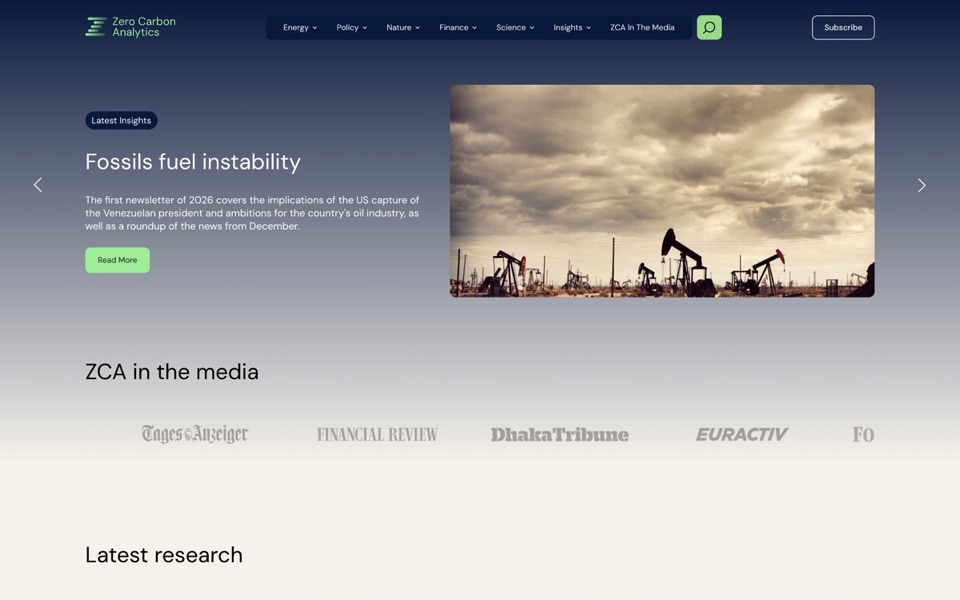 Zero Carbon
Analytics
Energy
Policy
Nature
Finance
Science
Insights
ZCA In The Media
Subscribe
Latest Insights
Fossils fuel instability
The first newsletter of 2026 covers the implications of the US capture of
the Venezuelan president and ambitions for the country's oil industry, as
well as a roundup of the news from December.
Read More
ZCA in the media
Tages Anzeiger
FINANCIAL REVIEW
DhakaTribune
EURACTIV
Latest research